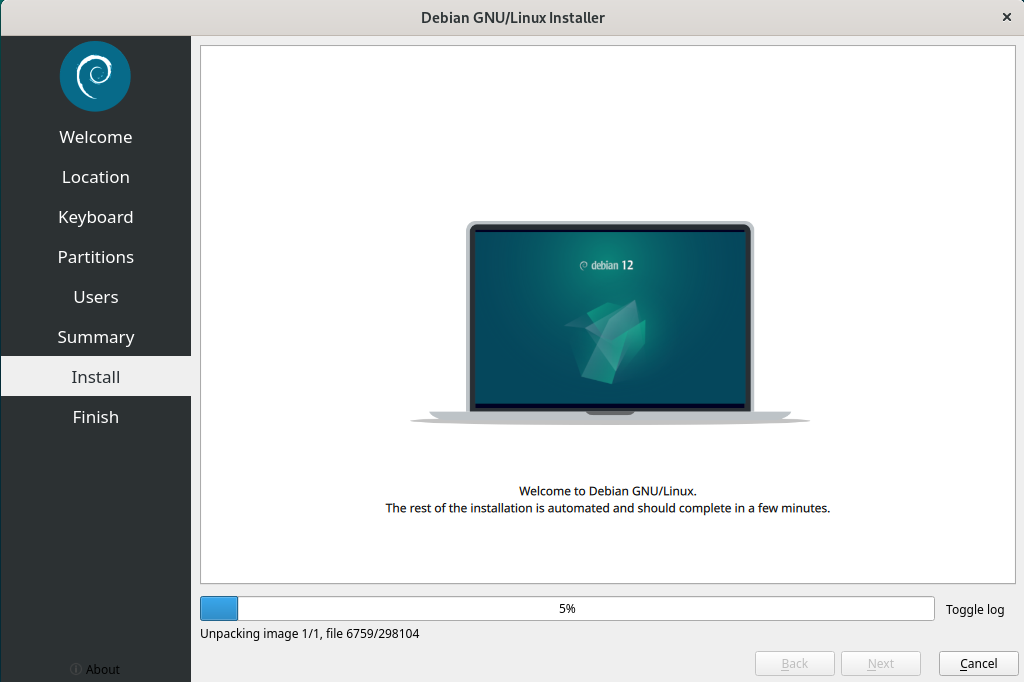 Debian GNU/Linux Installer
Welcome
Location
Keyboard
Partitions
Users
Summary
Install
Finish
About
debian 12
Welcome to Debian GNU/Linux.
The rest of the installation is automated and should complete in a few minutes.
5%
Toggle log
Unpacking image 1/1, file 6759/298104
Back
Next
Cancel